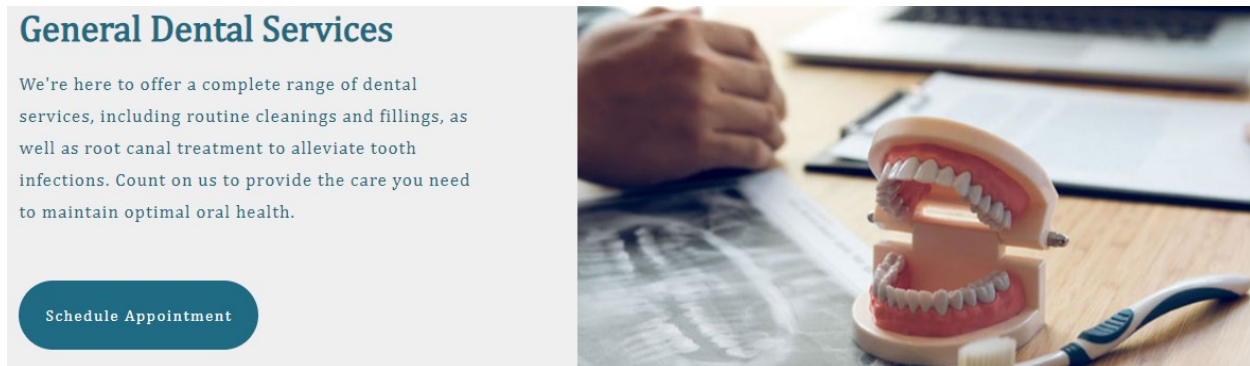 General Dental Services
We're here to offer a complete range of dental
services, including routine cleanings and fillings, as
well as root canal treatment to alleviate tooth
infections. Count on us to provide the care you need
to maintain optimal oral health.
Schedule Appointment